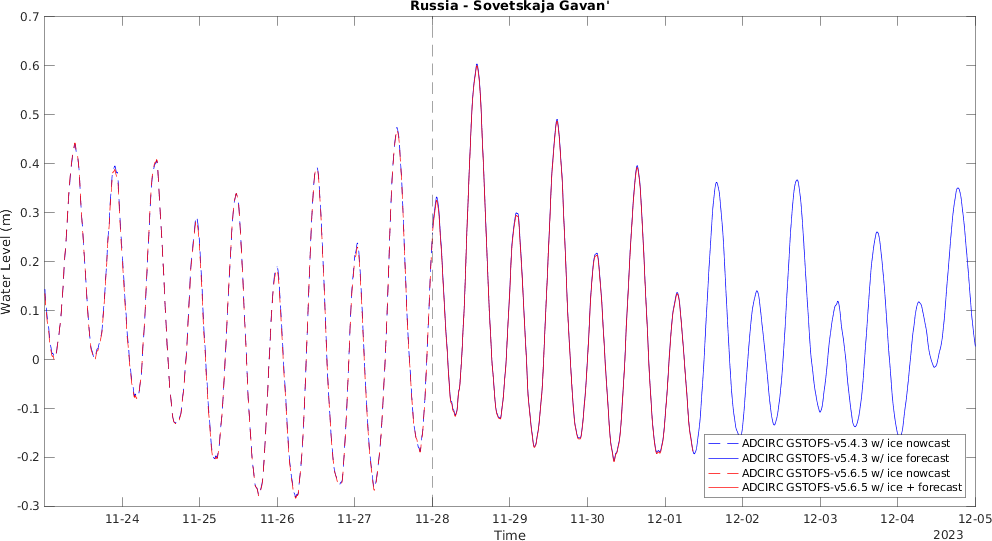 Russia - Sovetskaja Gavan'
0.7
0.6
0.5
0.4
0.3
0.2
0.1
0
-0.1
-0.2
-0.3
Water Level (m)
ADCIRC GSTOFS-v5.4.3 w/ ice nowcast
ADCIRC GSTOFS-v5.4.3 w/ ice forecast
ADCIRC GSTOFS-v5.6.5 w/ ice nowcast
ADCIRC GSTOFS-v5.6.5 w/ ice + forecast
11-24 11-25 11-26 11-27 11-28 11-29 11-30 12-01 12-02 12-03 12-04 12-05
Time
2023